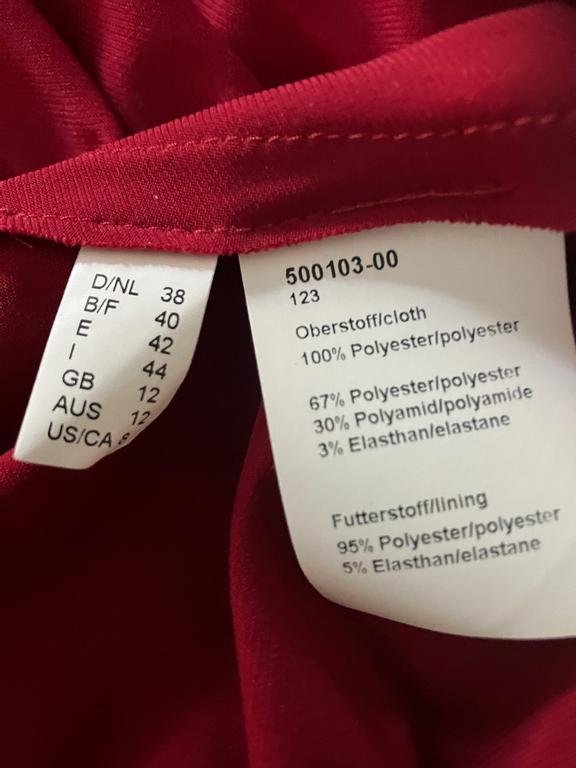 D/NL 38
B/F 40
E 42
I 44
GB 12
AUS 12
US/CA 8
500103-00
123
Oberstoff/cloth
100% Polyester/polyester
67% Polyester/polyester
30% Polyamid/polyamide
3% Elasthan/elastane
Futterstoff/lining
95% Polyester/polyester
5% Elasthan/elastane